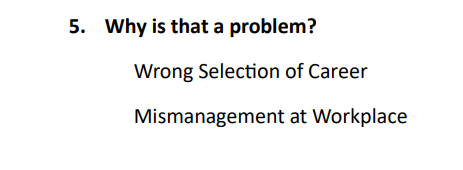 5. Why is that a problem?
Wrong Selection of Career
Mismanagement at Workplace